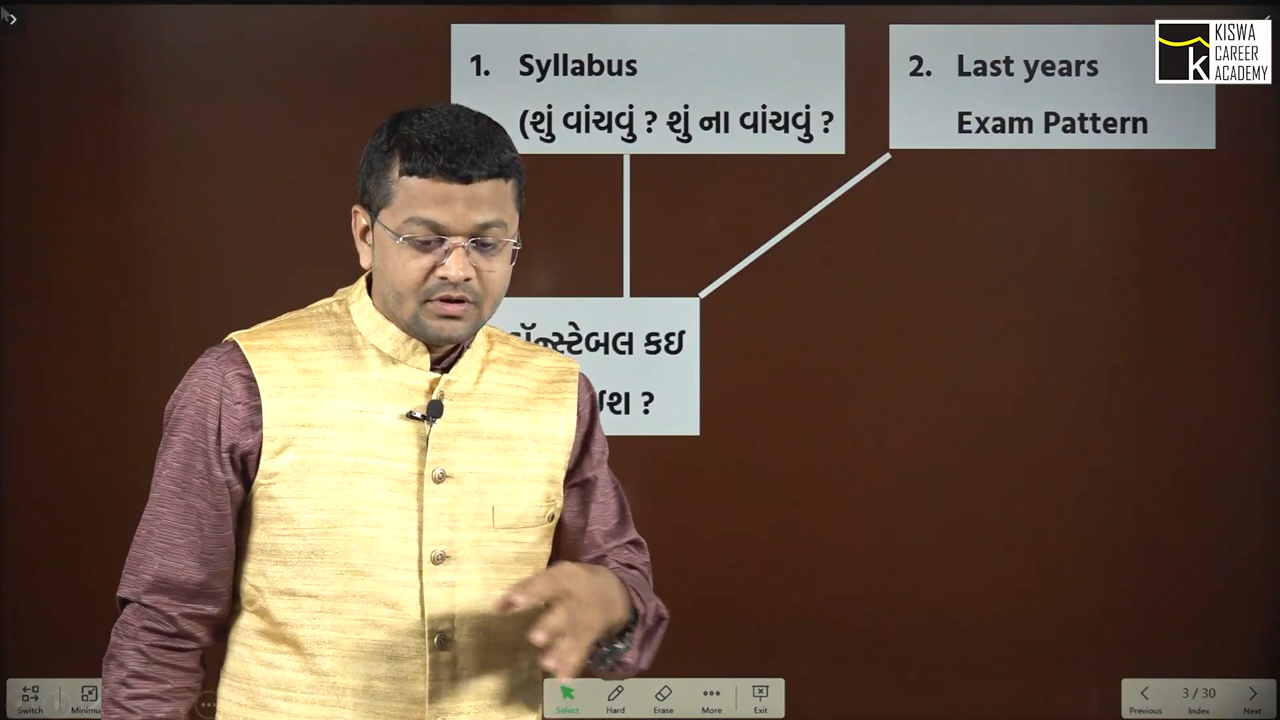 1. Syllabus
(શું વાંચવું ? શું ના વાંચવું ?
2. Last years
Exam Pattern
KISWA
CAREER
ACADEMY
કઇ
?
Switch
Select
Hard
Erase
More
Exit
3 / 30
Previous
Index
Next